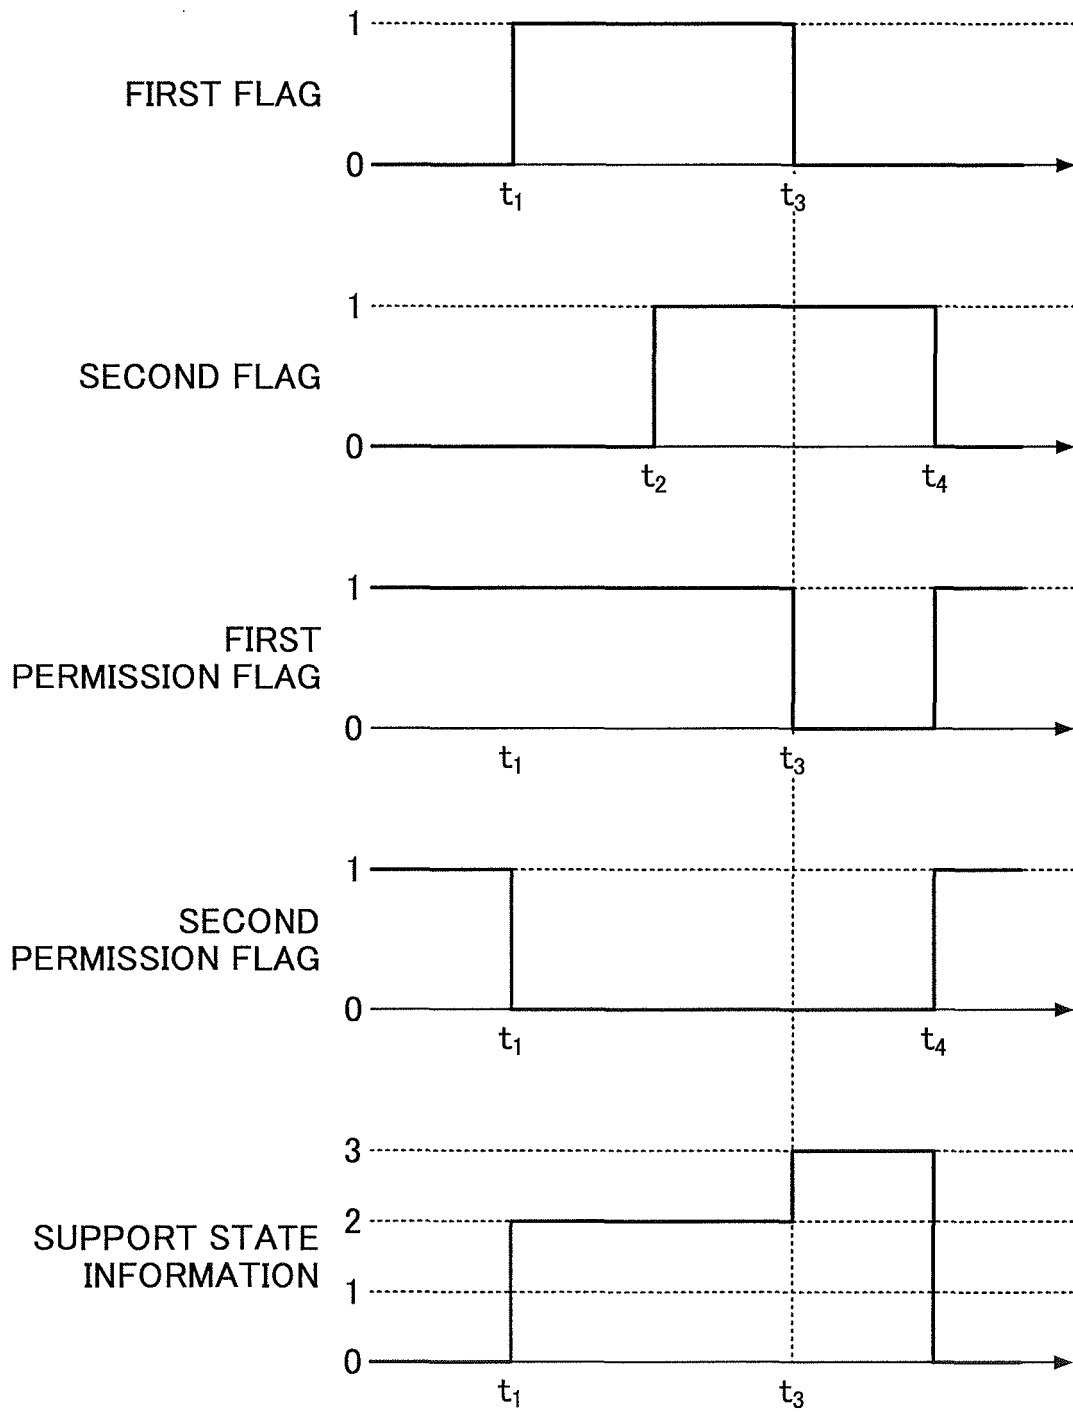 1
FIRST FLAG
0
t₁ t₃
1
SECOND FLAG
0
t₂ t₄
1
FIRST
PERMISSION FLAG
0
t₁ t₃
1
SECOND
PERMISSION FLAG
0
t₁ t₄
3
2
SUPPORT STATE
INFORMATION
1
0
t₁ t₃